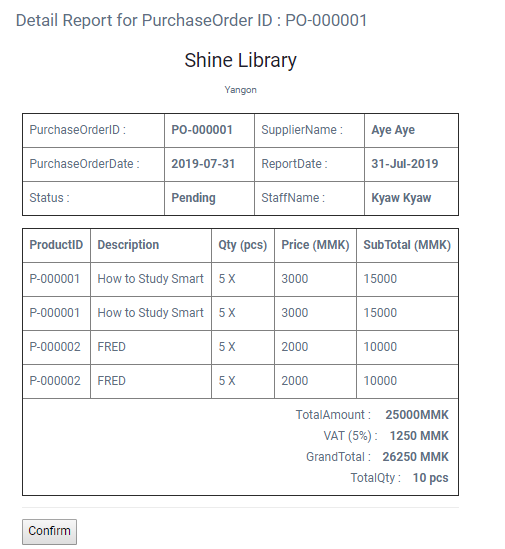 Detail Report for PurchaseOrder ID : PO-000001
Shine Library
Yangon
PurchaseOrderID : PO-000001 SupplierName : Aye Aye
PurchaseOrderDate : 2019-07-31 ReportDate : 31-Jul-2019
Status : Pending StaffName : Kyaw Kyaw
ProductID Description Qty (pcs) Price (MMK) SubTotal (MMK)
P-000001 How to Study Smart 5 X 3000 15000
P-000001 How to Study Smart 5 X 3000 15000
P-000002 FRED 5 X 2000 10000
P-000002 FRED 5 X 2000 10000
TotalAmount : 25000MMK
VAT (5%) : 1250 MMK
GrandTotal : 26250 MMK
TotalQty : 10 pcs
Confirm